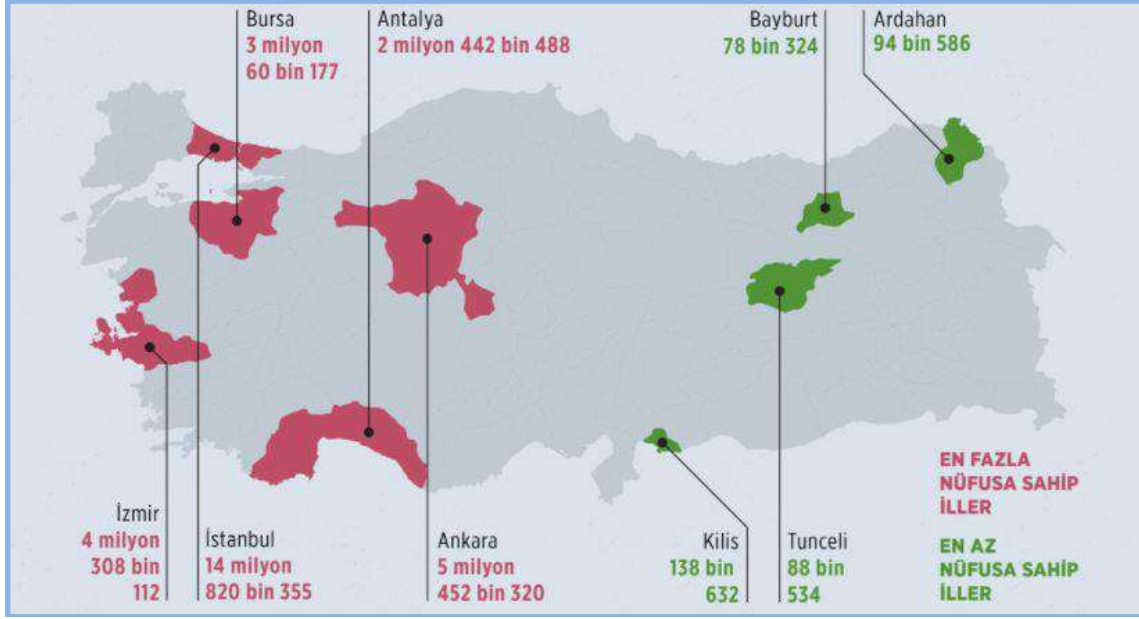 Bursa
3 milyon
60 bin 177
Antalya
2 milyon 442 bin 488
Bayburt
78 bin 324
Ardahan
94 bin 586
İzmir
4 milyon
308 bin
112
İstanbul
14 milyon
820 bin 355
Ankara
5 milyon
452 bin 320
Kilis
138 bin
632
Tunceli
88 bin
534
EN FAZLA
NÜFUSA SAHİP
İLLER
EN AZ
NÜFUSA SAHİP
İLLER